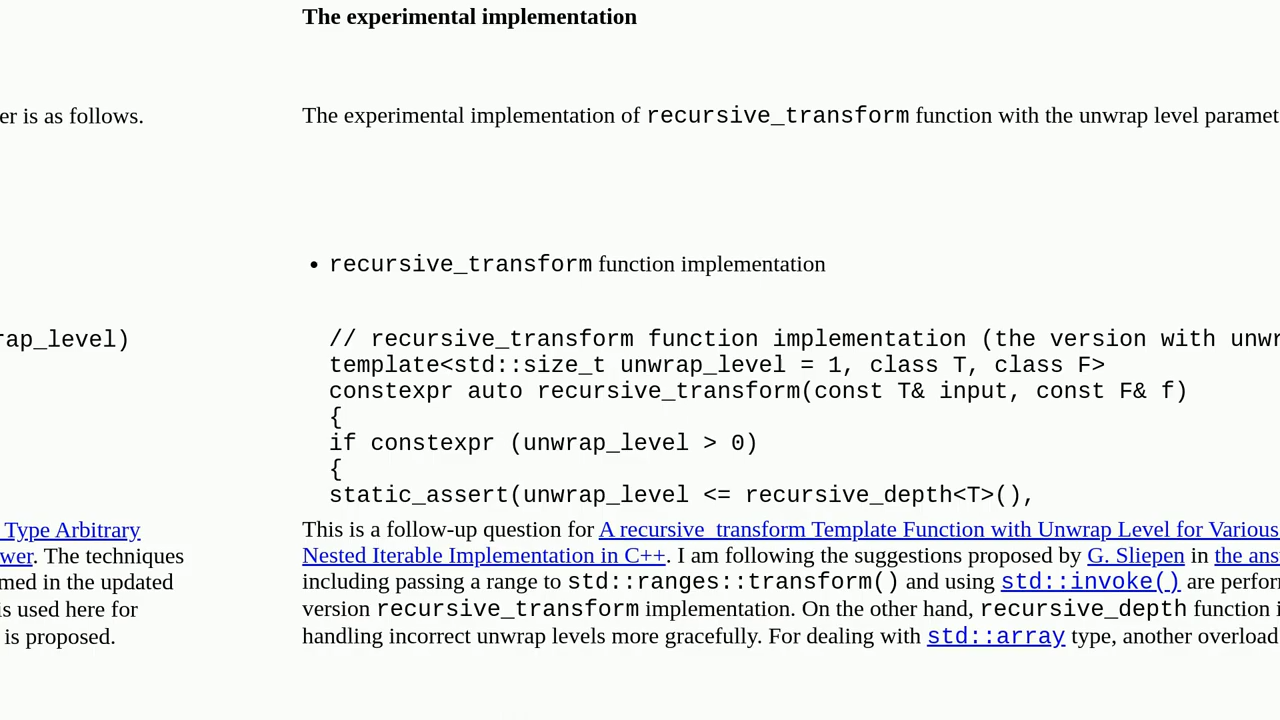 er is as follows.
rap_level)
Type Arbitrary
wer. The techniques
med in the updated
is used here for
is proposed.
The experimental implementation
The experimental implementation of recursive_transform function with the unwrap level paramet
• recursive_transform function implementation
// recursive_transform function implementation (the version with unwr
template<std::size_t unwrap_level = 1, class T, class F>
constexpr auto recursive_transform(const T& input, const F& f)
{
if constexpr (unwrap_level > 0)
{
static_assert(unwrap_level <= recursive_depth<T>(),
This is a follow-up question for A recursive_transform Template Function with Unwrap Level for Various
Nested Iterable Implementation in C++. I am following the suggestions proposed by G. Sliepen in the ans
including passing a range to std::ranges::transform() and using std::invoke() are perfor
version recursive_transform implementation. On the other hand, recursive_depth function i
handling incorrect unwrap levels more gracefully. For dealing with std::array type, another overload